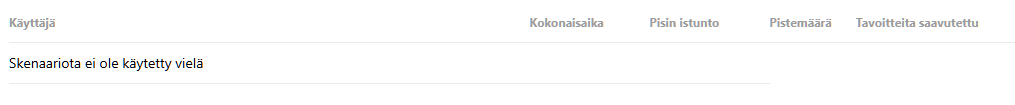 Käyttäjä Kokonaisaika Pisin istunto Pistemäärä Tavoitteita saavutettu
Skenaariota ei ole käytetty vielä